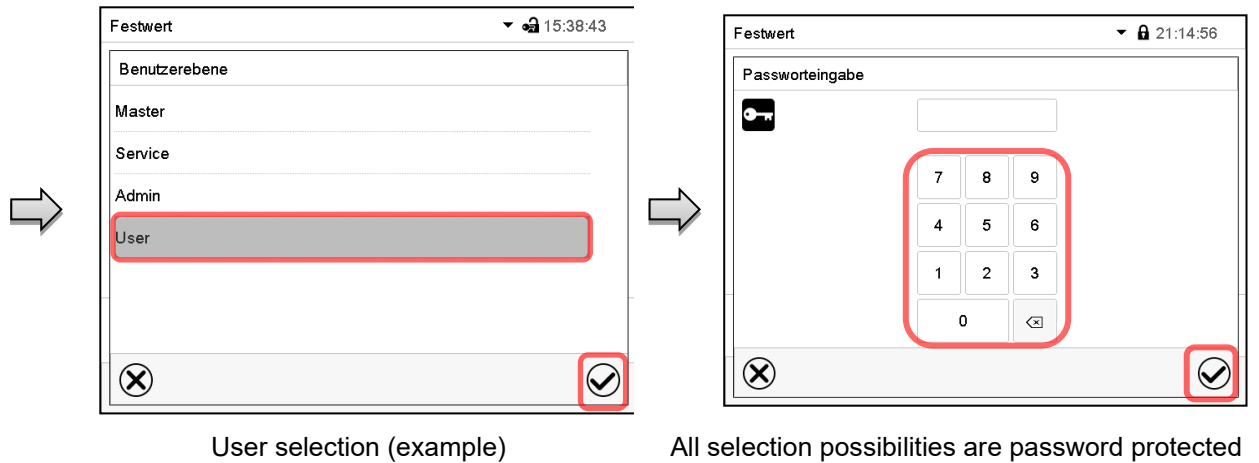 Festwert 15:38:43
Benutzerebene
Master
Service
Admin
User
User selection (example)
Festwert 21:14:56
Passworteingabe
7 8 9
4 5 6
1 2 3
0
All selection possibilities are password protected